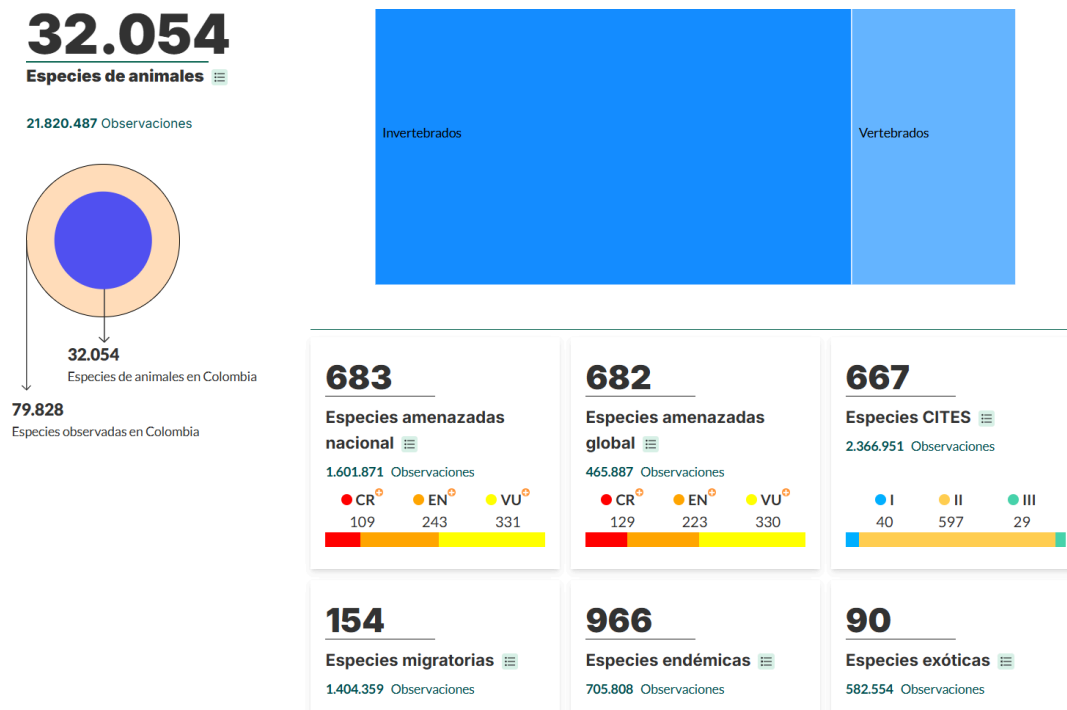 32.054
Especies de animales
21.820.487 Observaciones
32.054
Especies de animales en Colombia
79.828
Especies observadas en Colombia
Invertebrados
Vertebrados
683
Especies amenazadas
nacional
1.601.871 Observaciones
CR EN VU
109 243 331
682
Especies amenazadas
global
465.887 Observaciones
CR EN VU
129 223 330
667
Especies CITES
2.366.951 Observaciones
I II III
40 597 29
154
Especies migratorias
1.404.359 Observaciones
966
Especies endémicas
705.808 Observaciones
90
Especies exóticas
582.554 Observaciones